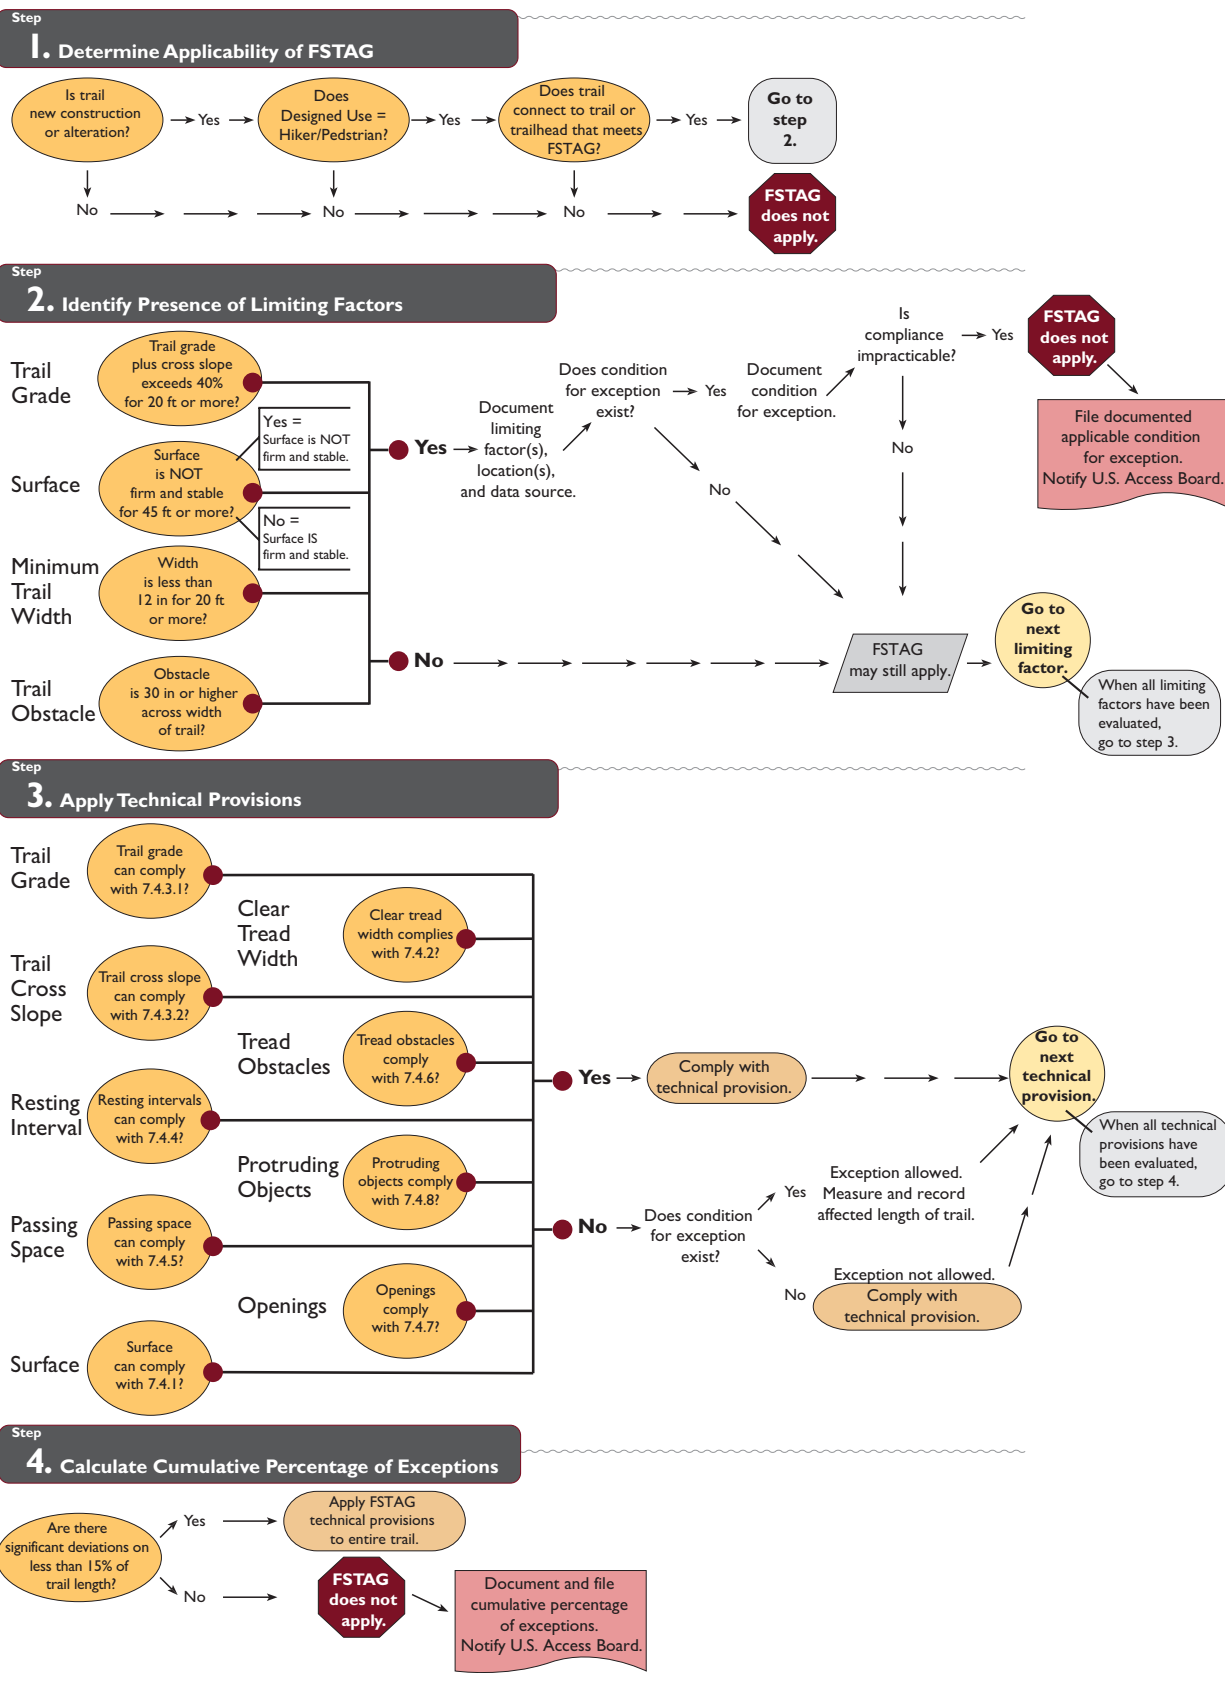 Step
1. Determine Applicability of FSTAG
Is trail
new construction
or alteration?
Yes
Does
Designed Use =
Hiker/Pedstrian?
Yes
Does trail
connect to trail or
trailhead that meets
FSTAG?
Yes
Go to
step
2.
No
No
No
FSTAG
does not
apply.
Step
2. Identify Presence of Limiting Factors
Trail
Grade
Trail grade
plus cross slope
exceeds 40%
for 20 ft or more?
Yes =
Surface is NOT
firm and stable.
Surface
Surface
is NOT
firm and stable
for 45 ft or more?
No =
Surface IS
firm and stable.
Minimum
Trail
Width
Width
is less than
12 in for 20 ft
or more?
Trail
Obstacle
Obstacle
is 30 in or higher
across width
of trail?
Yes
Document
limiting
factor(s),
location(s),
and data source.
Does condition
for exception
exist?
Yes
Document
condition
for exception.
Is
compliance
impracticable?
Yes
FSTAG
does not
apply.
File documented
applicable condition
for exception.
Notify U.S. Access Board.
No
No
No
FSTAG
may still apply.
Go to
next
limiting
factor.
When all limiting
factors have been
evaluated,
go to step 3.
Step
3. Apply Technical Provisions
Trail
Grade
Trail grade
can comply
with 7.4.3.1?
Clear
Tread
Width
Clear tread
width complies
with 7.4.2?
Trail
Cross
Slope
Trail cross slope
can comply
with 7.4.3.2?
Tread
Obstacles
Tread obstacles
comply
with 7.4.6?
Resting
Interval
Resting intervals
can comply
with 7.4.4?
Protruding
Objects
Protruding
objects comply
with 7.4.8?
Passing
Space
Passing space
can comply
with 7.4.5?
Openings
Openings
comply
with 7.4.7?
Surface
Surface
can comply
with 7.4.1?
Yes
Comply with
technical provision.
Go to
next
technical
provision.
When all technical
provisions have
been evaluated,
go to step 4.
No
Does condition
for exception
exist?
Yes
Exception allowed.
Measure and record
affected length of trail.
No
Exception not allowed.
Comply with
technical provision.
Step
4. Calculate Cumulative Percentage of Exceptions
Are there
significant deviations on
less than 15% of
trail length?
Yes
Apply FSTAG
technical provisions
to entire trail.
No
FSTAG
does not
apply.
Document and file
cumulative percentage
of exceptions.
Notify U.S. Access Board.